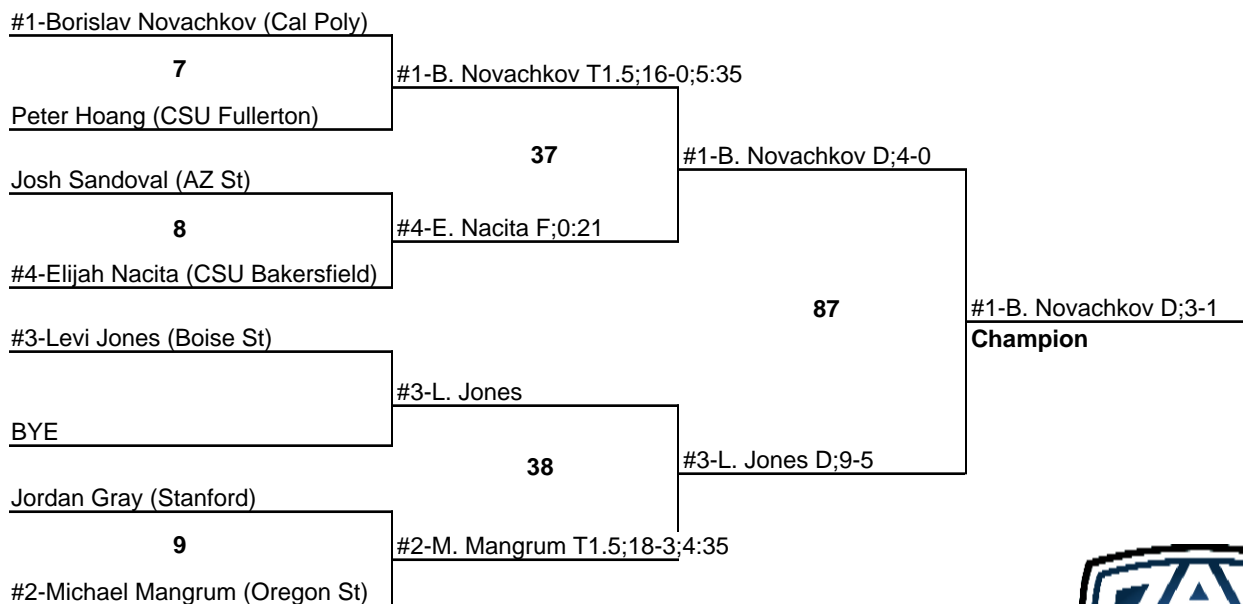 #1-Borislav Novachkov (Cal Poly)
7
#1-B. Novachkov T1.5;16-0;5:35
Peter Hoang (CSU Fullerton)
37
#1-B. Novachkov D;4-0
Josh Sandoval (AZ St)
8
#4-E. Nacita F;0:21
#4-Elijah Nacita (CSU Bakersfield)
87
#1-B. Novachkov D;3-1
Champion
#3-Levi Jones (Boise St)
#3-L. Jones
BYE
38
#3-L. Jones D;9-5
Jordan Gray (Stanford)
9
#2-M. Mangrum T1.5;18-3;4:35
#2-Michael Mangrum (Oregon St)